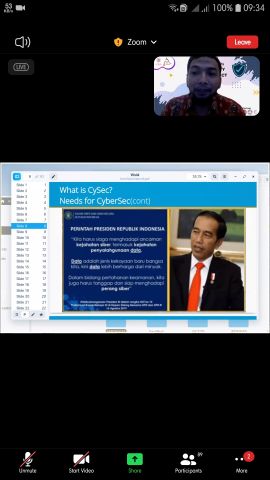 53
KB/s
100%
09:34
Zoom
Leave
LIVE
Slide 1
Slide 2
Slide 3
Slide 4
Slide 5
Slide 6
Slide 7
Slide 8
Slide 9
Slide 10
Slide 11
Slide 12
Slide 13
Slide 14
Slide 15
Slide 16
Slide 17
Slide 18
Slide 19
Slide 20
Slide 21
Slide 22
What is CySec?
Needs for CyberSec(cont)
PERINTAH PRESIDEN REPUBLIK INDONESIA
"Kita harus siaga menghadapi ancaman
kejahatan siber termasuk kejahatan
penyalahgunaan data.
Data adalah jenis kekayaan baru bangsa
kita, kini data lebih berharga dari minyak.
Dalam bidang pertahanan keamanan, kita
juga harus tanggap dan siap menghadapi
perang siber"
Unmute
Start Video
Share
89
Participants
2
More